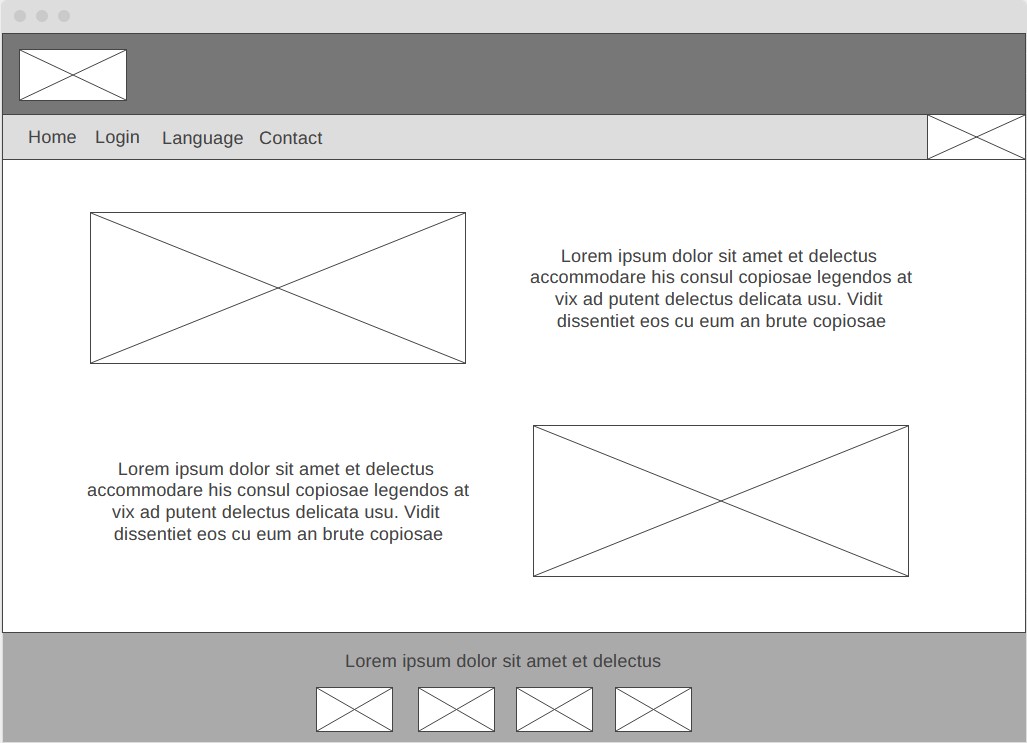 Home Login Language Contact
Lorem ipsum dolor sit amet et delectus
accommodare his consul copiosae legendos at
vix ad putent delectus delicata usu. Vidit
dissentiet eos cu eum an brute copiosae
Lorem ipsum dolor sit amet et delectus
accommodare his consul copiosae legendos at
vix ad putent delectus delicata usu. Vidit
dissentiet eos cu eum an brute copiosae
Lorem ipsum dolor sit amet et delectus